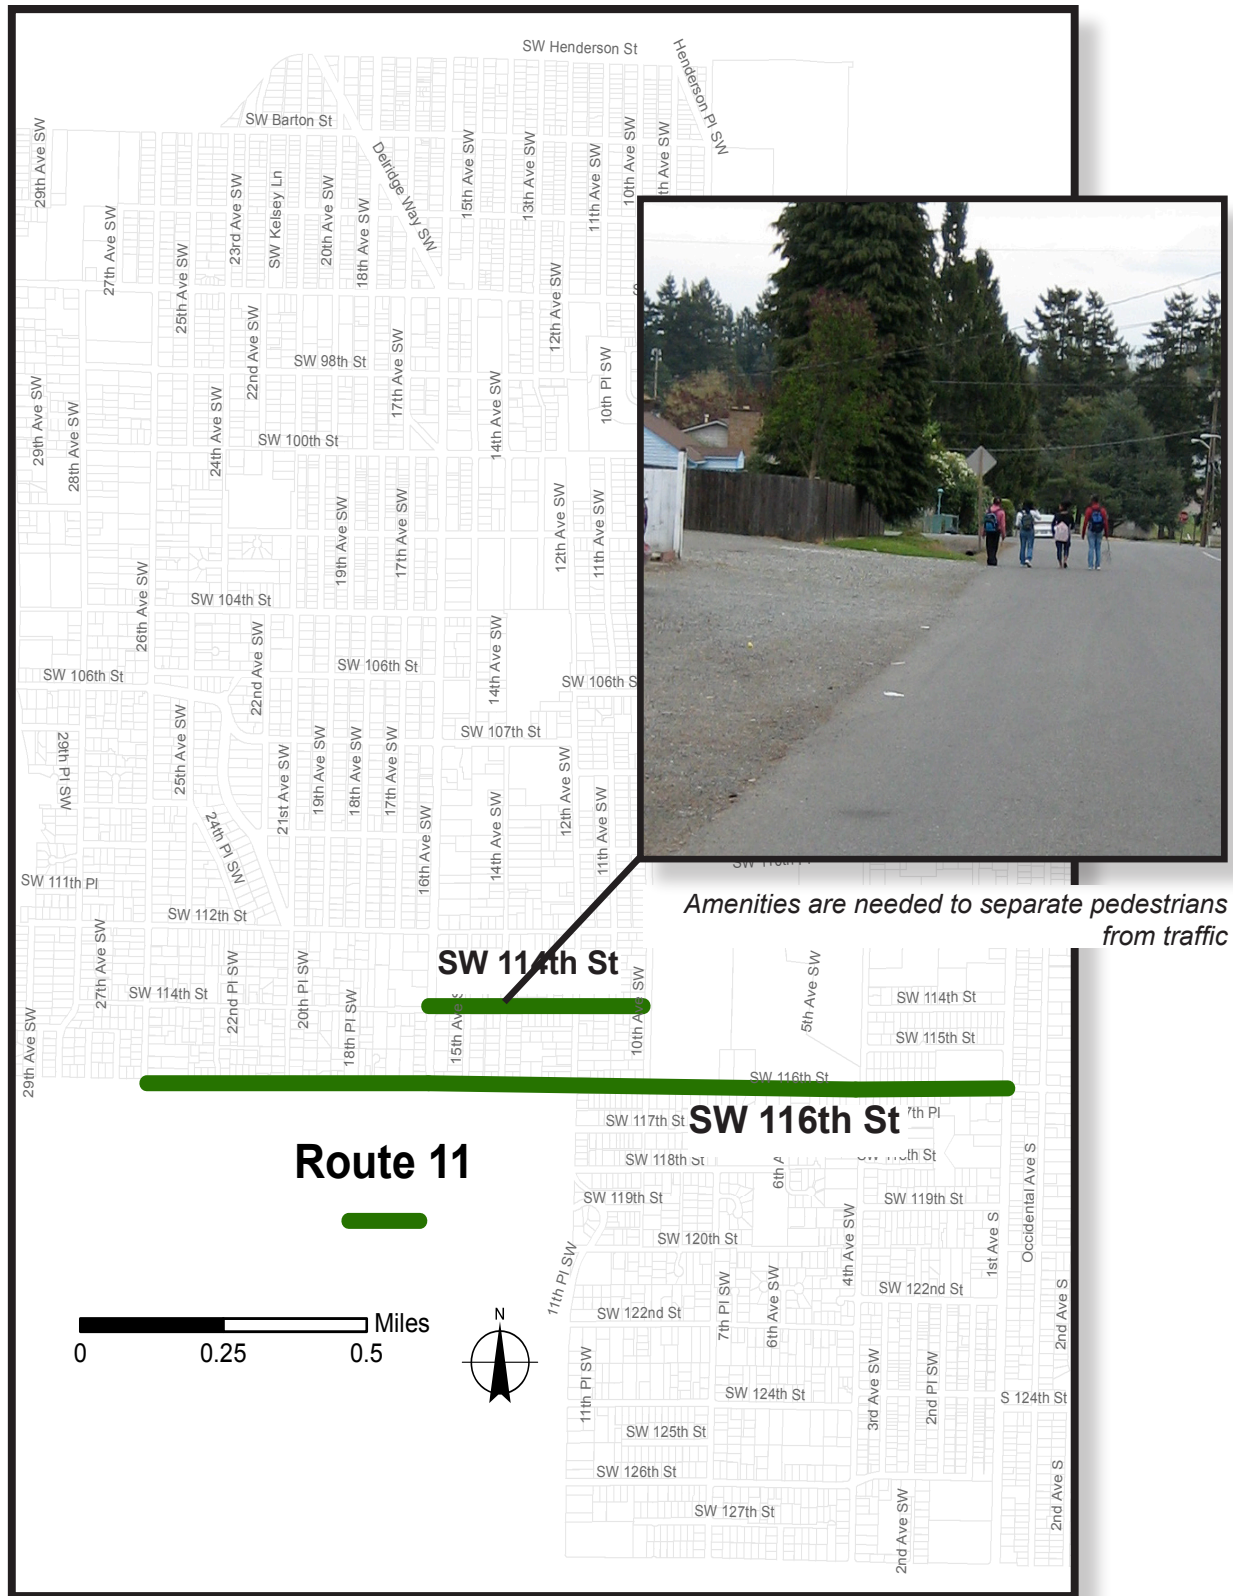 SW Henderson St
Henderson Pl SW
SW Barton St
Delridge Way SW
29th Ave SW
27th Ave SW
25th Ave SW
23rd Ave SW
SW Kelsey Ln
20th Ave SW
18th Ave SW
15th Ave SW
13th Ave SW
11th Ave SW
10th Ave SW
th Ave SW
22nd Ave SW
SW 98th St
17th Ave SW
12th Ave SW
10th Pl SW
14th Ave SW
29th Ave SW
28th Ave SW
24th Ave SW
SW 100th St
19th Ave SW
17th Ave SW
12th Ave SW
11th Ave SW
26th Ave SW
SW 104th St
22nd Ave SW
SW 106th St
SW 106th St
14th Ave SW
SW 106th S
SW 107th St
29th Pl SW
25th Ave SW
24th Pl SW
21st Ave SW
19th Ave SW
18th Ave SW
17th Ave SW
16th Ave SW
14th Ave SW
12th Ave SW
11th Ave SW
SW 111th Pl
SW 112th St
Amenities are needed to separate pedestrians
from traffic
SW 114th St
27th Ave SW
SW 114th St
22nd Pl SW
20th Pl SW
18th Pl SW
15th Ave S
10th Ave SW
5th Ave SW
SW 114th St
SW 115th St
29th Ave SW
SW 116th St
SW 116th St
SW 117th St
7th Pl
SW 118th St
6th A
SW 119th St
SW 119th St
Route 11
SW 120th St
4th Ave SW
1st Ave S
Occidental Ave S
11th Pl SW
SW 122nd St
SW 122nd St
7th Pl SW
6th Ave SW
2nd Ave S
Miles
0
0.25
0.5
N
11th Pl SW
SW 124th St
3rd Ave SW
2nd Pl SW
S 124th St
SW 125th St
SW 126th St
SW 127th St
2nd Ave SW
2nd Ave S